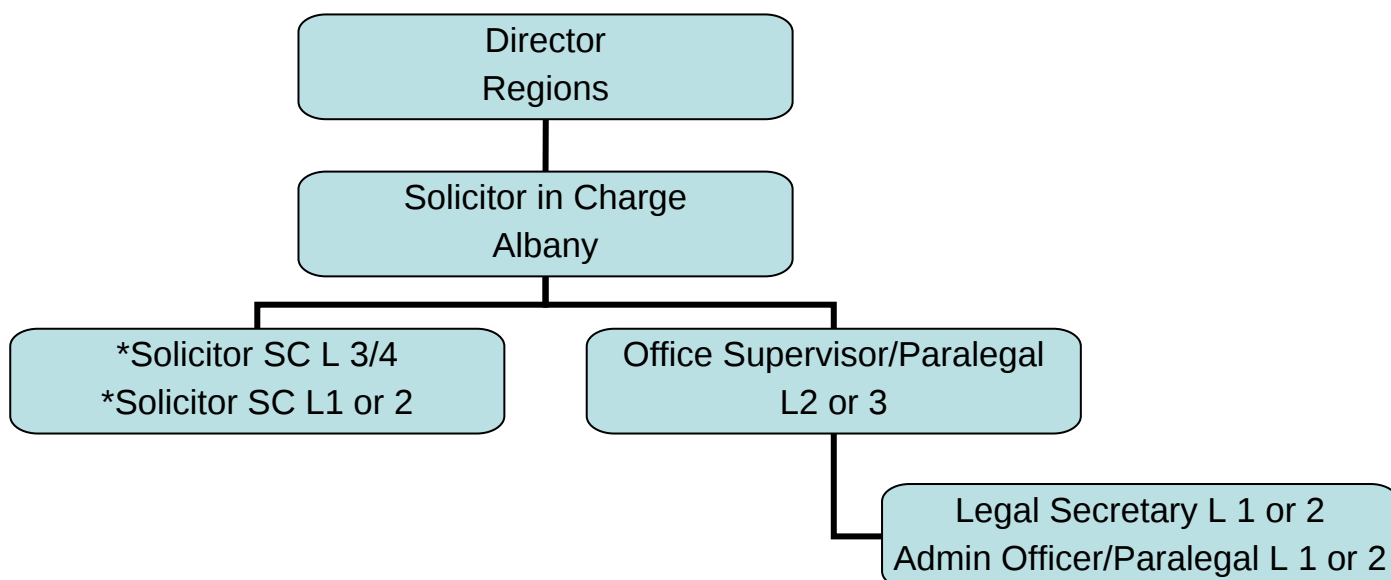 Director
Regions
Solicitor in Charge
Albany
*Solicitor SC L 3/4
*Solicitor SC L1 or 2
Office Supervisor/Paralegal
L2 or 3
Legal Secretary L 1 or 2
Admin Officer/Paralegal L 1 or 2